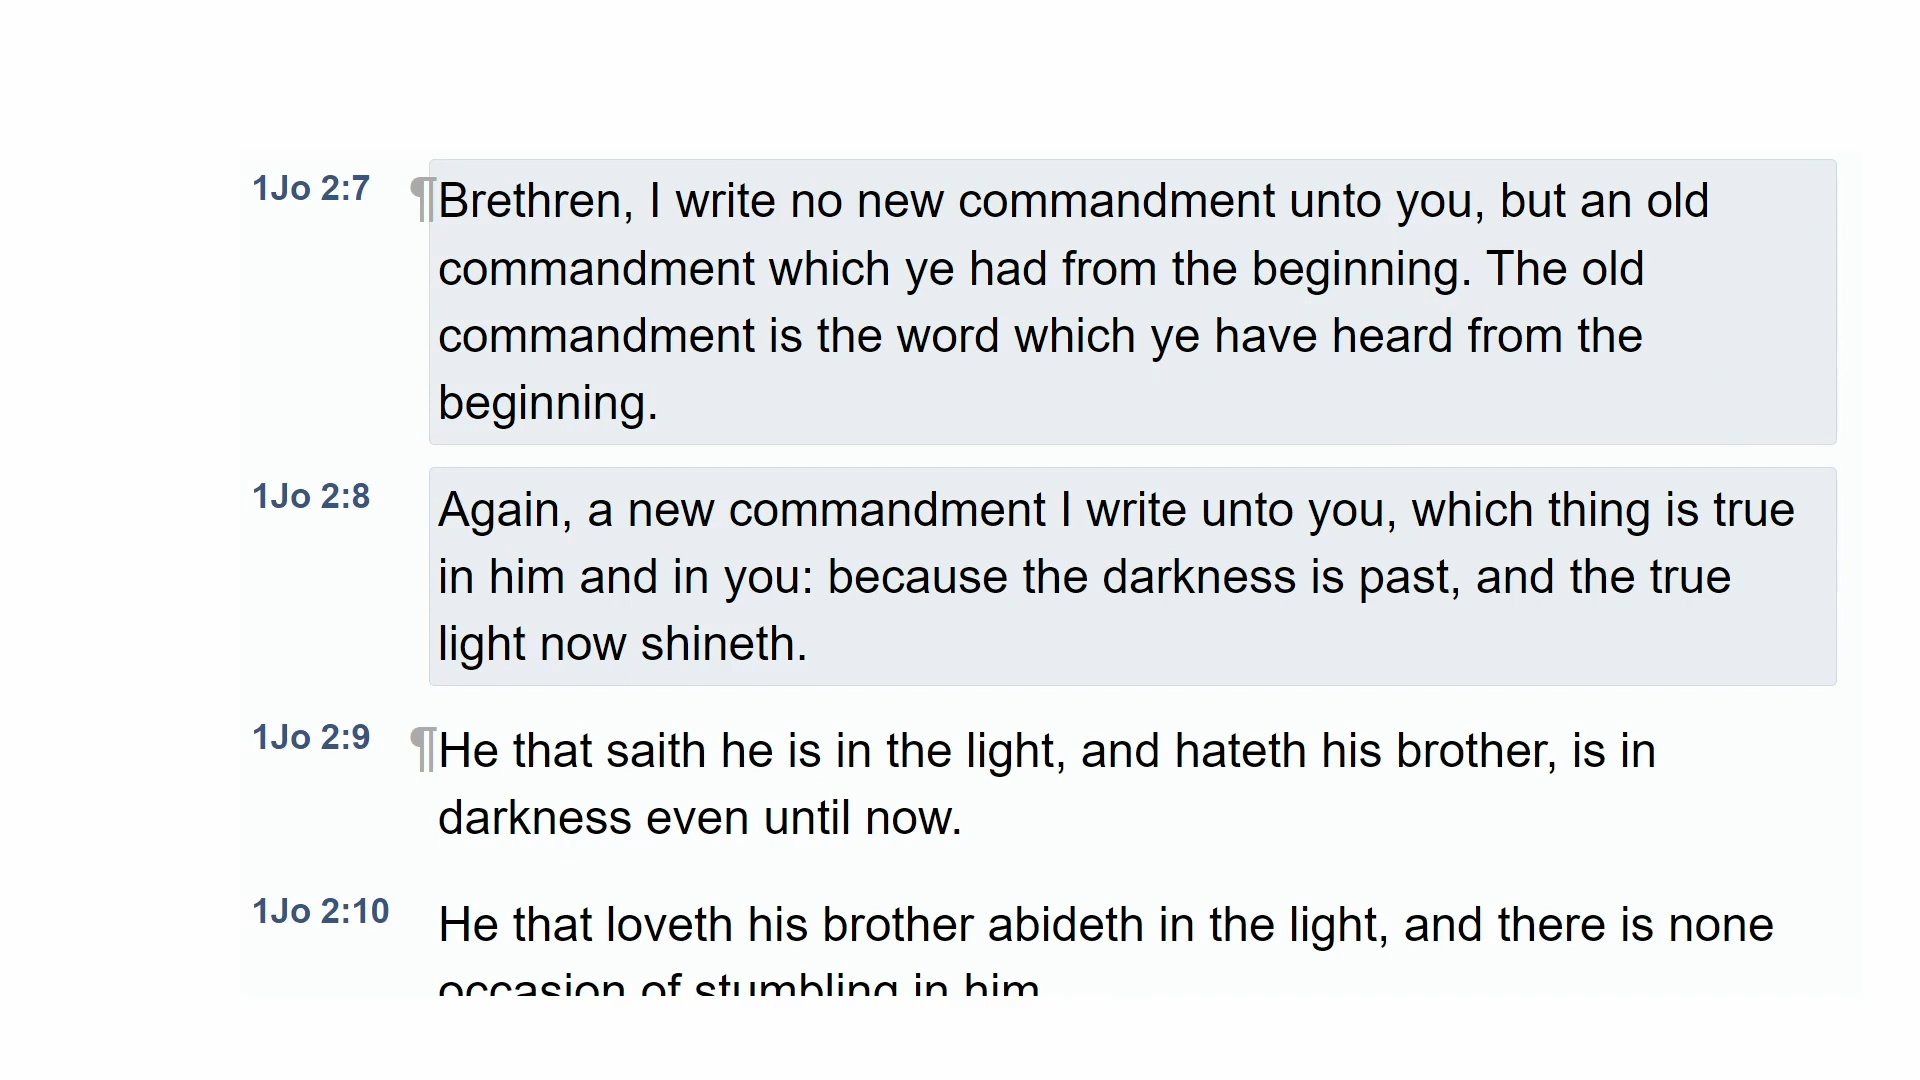 1Jo 2:7 ¶Brethren, I write no new commandment unto you, but an old
commandment which ye had from the beginning. The old
commandment is the word which ye have heard from the
beginning.
1Jo 2:8 Again, a new commandment I write unto you, which thing is true
in him and in you: because the darkness is past, and the true
light now shineth.
1Jo 2:9 ¶He that saith he is in the light, and hateth his brother, is in
darkness even until now.
1Jo 2:10 He that loveth his brother abideth in the light, and there is none
occasion of stumbling in him